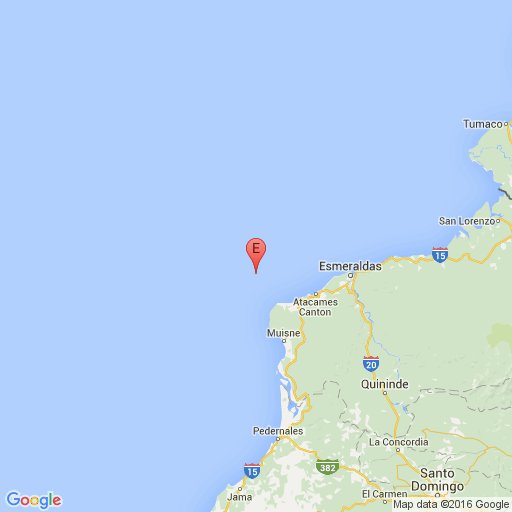 Tumaco
San Lorenzo
15
E
Esmeraldas
Atacames
Canton
Muisne
20
Quininde
Pedernales
La Concordia
15
382
Santo
Domingo
Jama
El Carmen
Google
Map data ©2016 Google